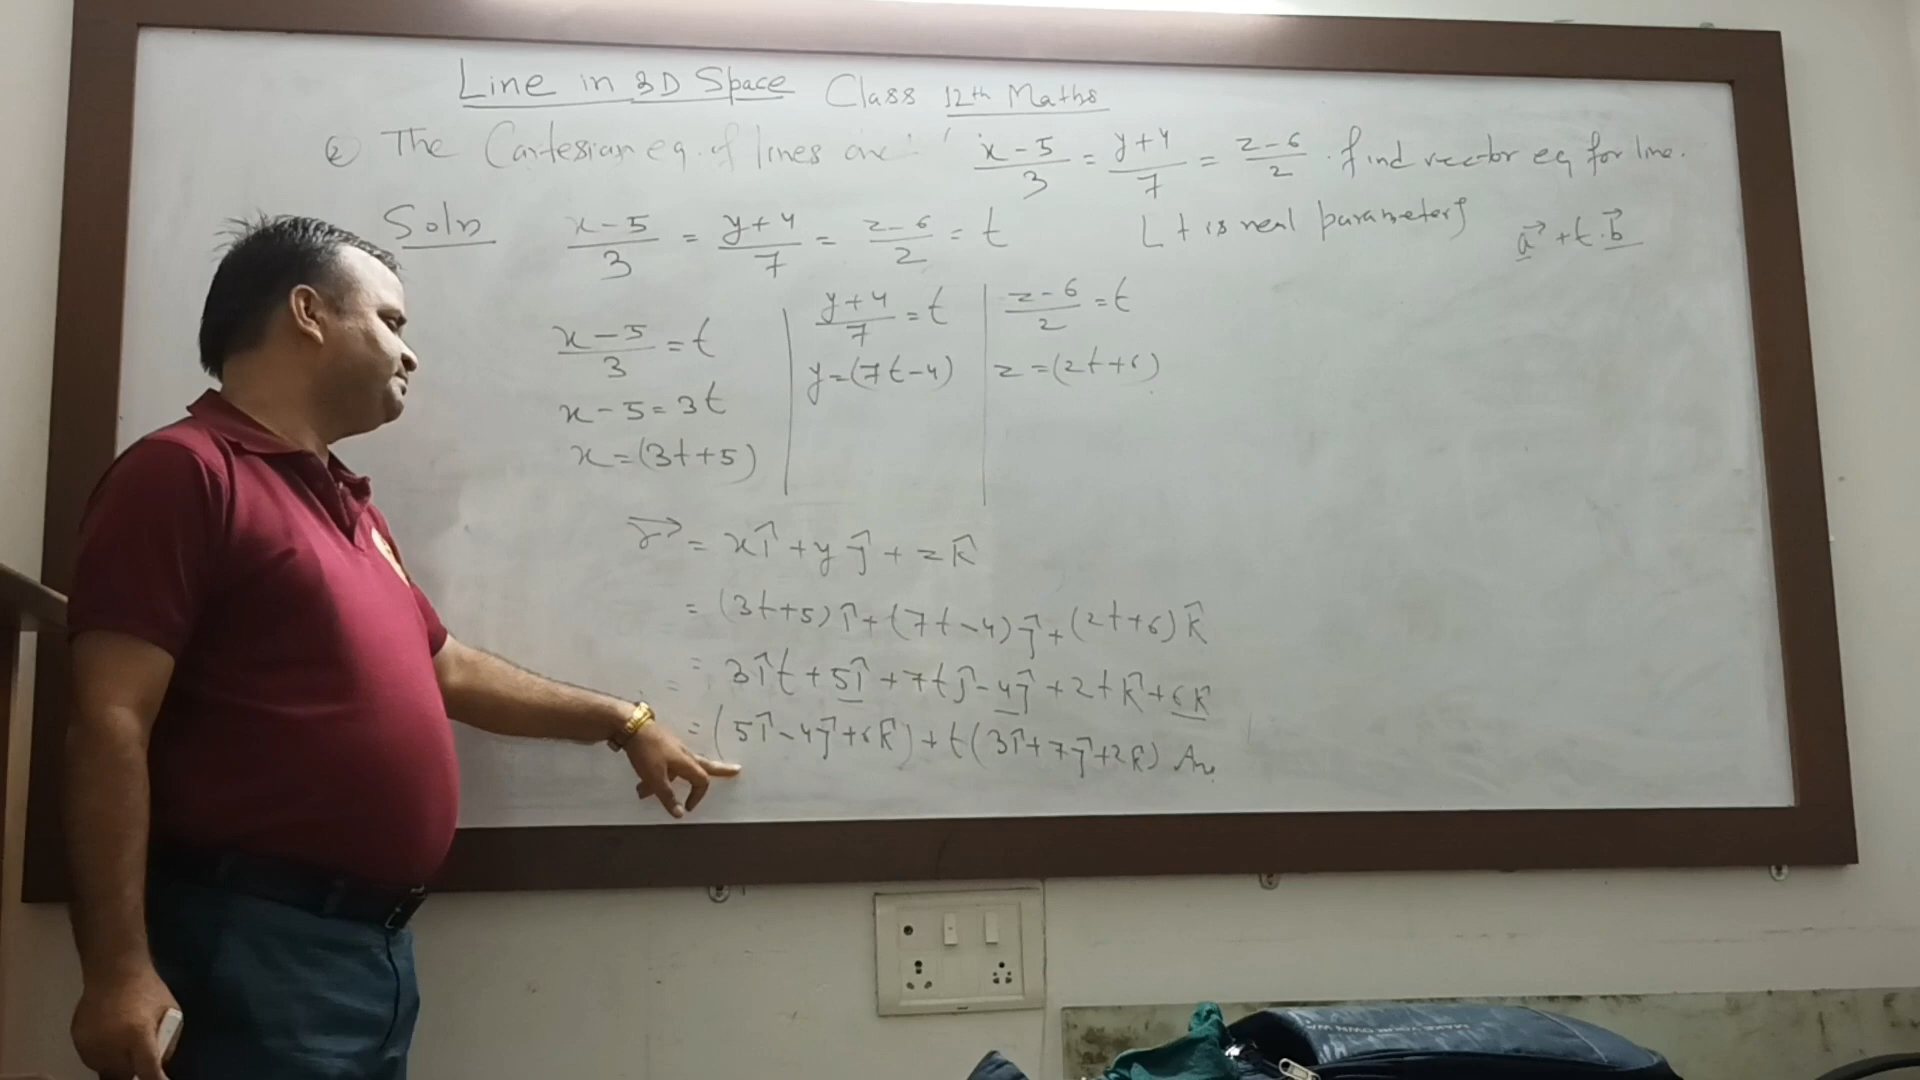 Line in 3D Space Class 12th Maths
Q The Cartesian eq. of lines are (x-5)/3 = (y+4)/7 = (z-6)/2 . find vector eq for line.
Soln (x-5)/3 = (y+4)/7 = (z-6)/2 = t [t is real parameter] a⃗ + t.b⃗
(x-5)/3 = t | (y+4)/7 = t | (z-6)/2 = t
x-5 = 3t | y = (7t-4) | z = (2t+6)
x = (3t+5)
r⃗ = xî + yĵ + zk̂
= (3t+5)î + (7t-4)ĵ + (2t+6)k̂
= 3ît + 5î + 7tĵ - 4ĵ + 2tk̂ + 6k̂
= (5î - 4ĵ + 6k̂) + t(3î + 7ĵ + 2k̂) Ans